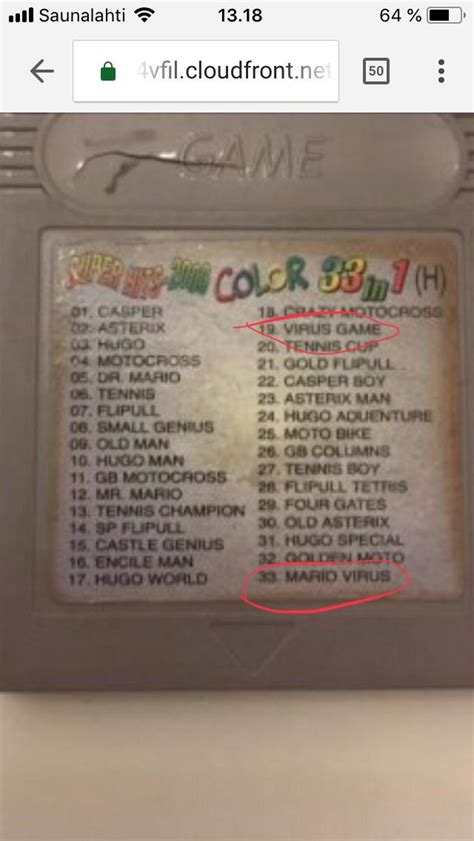 Saunalahti 13.18 64 %
4vfil.cloudfront.net 50
GAME
SUPER HITS-2000 COLOR 33 in 1 (H)
01. CASPER
02. ASTERIX
03. HUGO
04. MOTOCROSS
05. DR. MARIO
06. TENNIS
07. FLIPULL
08. SMALL GENIUS
09. OLD MAN
10. HUGO MAN
11. GB MOTOCROSS
12. MR. MARIO
13. TENNIS CHAMPION
14. SP FLIPULL
15. CASTLE GENIUS
16. ENCILE MAN
17. HUGO WORLD
18. CRAZY MOTOCROSS
19. VIRUS GAME
20. TENNIS CUP
21. GOLD FLIPULL
22. CASPER BOY
23. ASTERIX MAN
24. HUGO ADUENTURE
25. MOTO BIKE
26. GB COLUMNS
27. TENNIS BOY
28. FLIPULL TETRIS
29. FOUR GATES
30. OLD ASTERIX
31. HUGO SPECIAL
32. GOLDEN MOTO
33. MARIO VIRUS